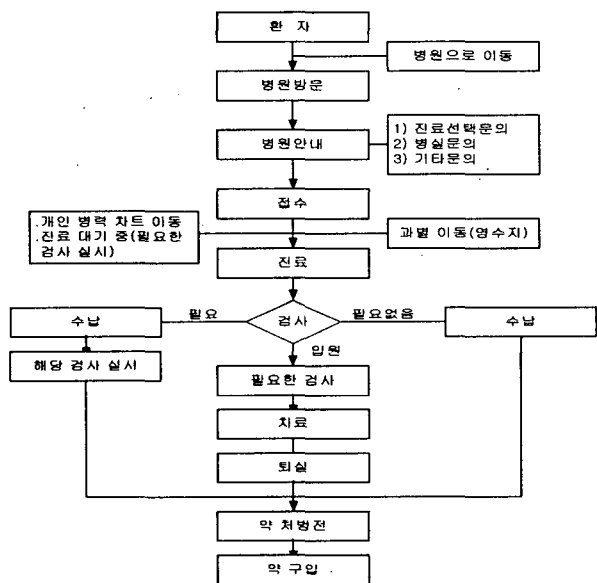 환 자
병원으로 이동
병원방문
병원안내
1) 진료선택문의
2) 병실문의
3) 기타문의
접수
.개인 병력 차트 이동
.진료 대기 중(필요한
검사 실시)
과별 이동(영수지)
진료
수납
필요
검사
필요없음
수납
입원
해당 검사 실시
필요한 검사
치료
퇴실
약 처방전
약 구입